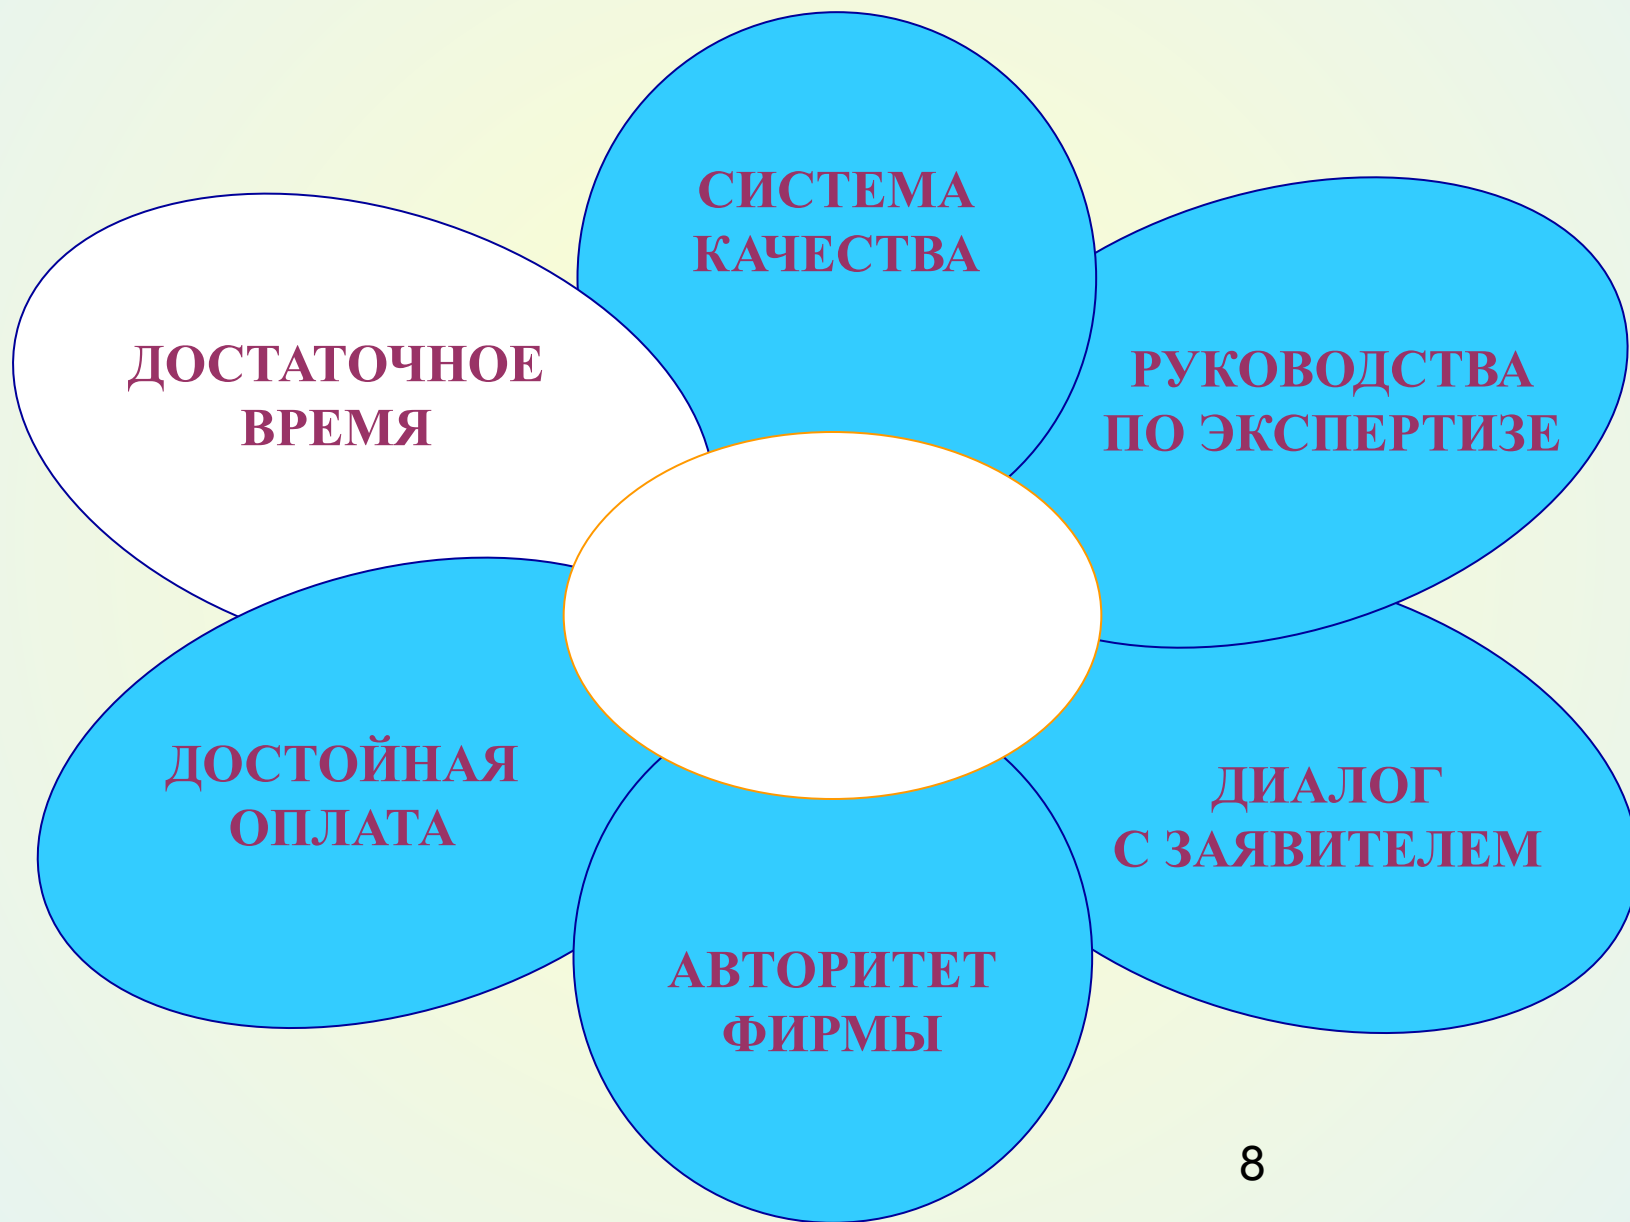 СИСТЕМА
КАЧЕСТВА
ДОСТАТОЧНОЕ
ВРЕМЯ
РУКОВОДСТВА
ПО ЭКСПЕРТИЗЕ
ДОСТОЙНАЯ
ОПЛАТА
ДИАЛОГ
С ЗАЯВИТЕЛЕМ
АВТОРИТЕТ
ФИРМЫ
8